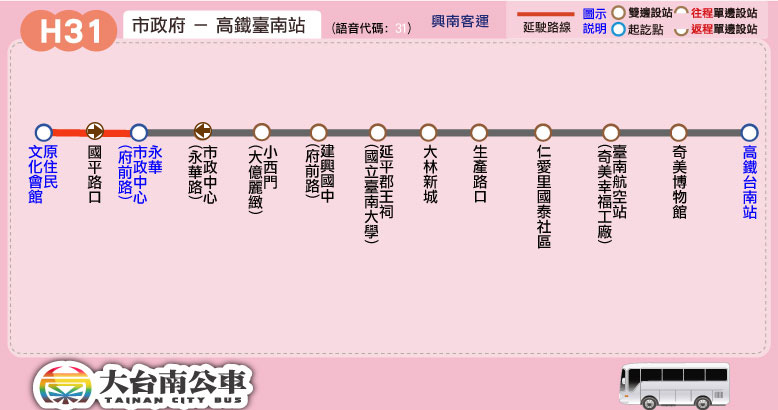 H31
市政府 － 高鐵臺南站
(語音代碼: 31)
興南客運
延駛路線
圖示
說明
雙邊設站
往程單邊設站
起訖點
返程單邊設站
原住民
文化會館
國平路口
永華
市政中心
(府前路)
市政中心
(永華路)
小西門
(大億麗緻)
建興國中
(府前路)
延平郡王祠
(國立臺南大學)
大林新城
生產路口
仁愛里國泰社區
臺南航空站
(奇美幸福工廠)
奇美博物館
高鐵台南站
大台南公車
TAINAN CITY BUS